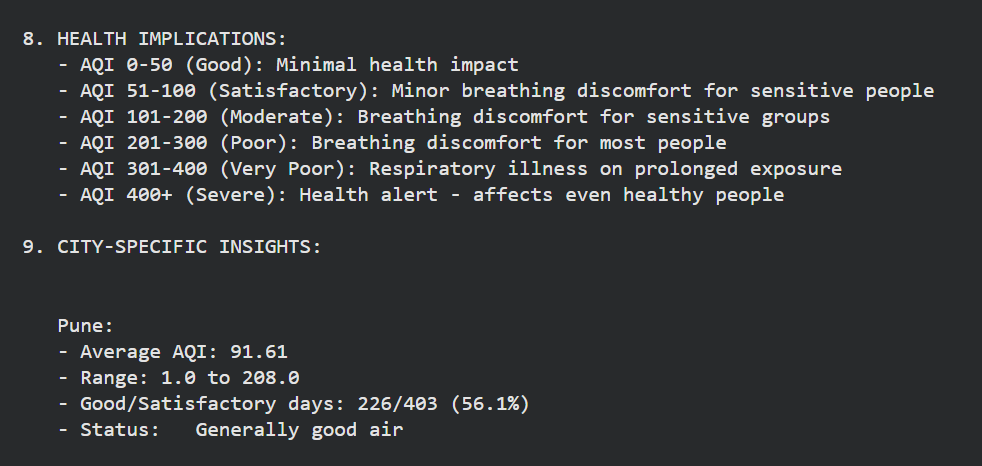 8. HEALTH IMPLICATIONS:
- AQI 0-50 (Good): Minimal health impact
- AQI 51-100 (Satisfactory): Minor breathing discomfort for sensitive people
- AQI 101-200 (Moderate): Breathing discomfort for sensitive groups
- AQI 201-300 (Poor): Breathing discomfort for most people
- AQI 301-400 (Very Poor): Respiratory illness on prolonged exposure
- AQI 400+ (Severe): Health alert - affects even healthy people
9. CITY-SPECIFIC INSIGHTS:
Pune:
- Average AQI: 91.61
- Range: 1.0 to 208.0
- Good/Satisfactory days: 226/403 (56.1%)
- Status:   Generally good air